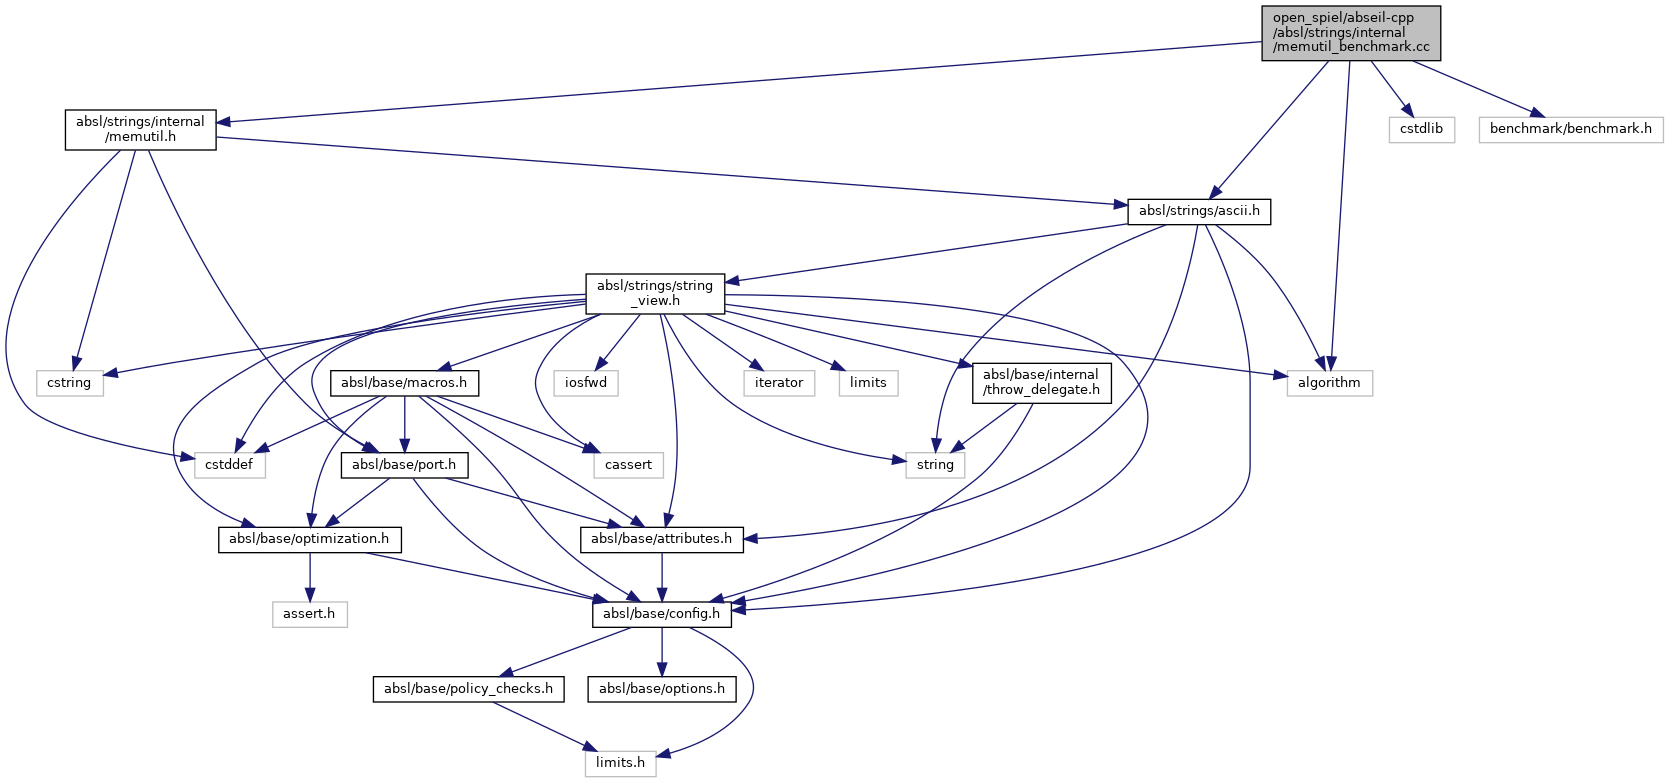 open_spiel/abseil-cpp
/absl/strings/internal
/memutil_benchmark.cc
absl/strings/internal
/memutil.h
cstdlib
benchmark/benchmark.h
absl/strings/ascii.h
absl/strings/string
_view.h
cstring
absl/base/macros.h
iosfwd
iterator
limits
absl/base/internal
/throw_delegate.h
algorithm
cstddef
absl/base/port.h
cassert
string
absl/base/optimization.h
absl/base/attributes.h
assert.h
absl/base/config.h
absl/base/policy_checks.h
absl/base/options.h
limits.h